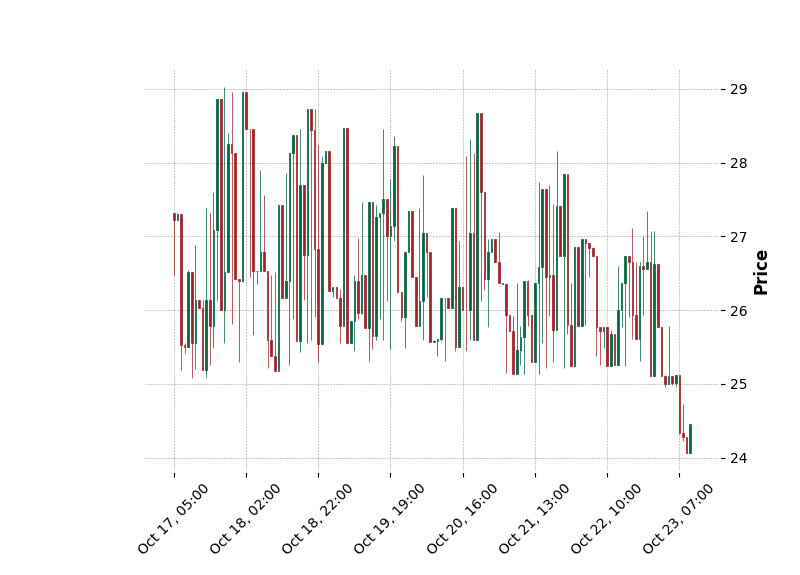 29
28
27
26
25
24
Price
Oct 17, 05:00
Oct 18, 02:00
Oct 18, 22:00
Oct 19, 19:00
Oct 20, 16:00
Oct 21, 13:00
Oct 22, 10:00
Oct 23, 07:00